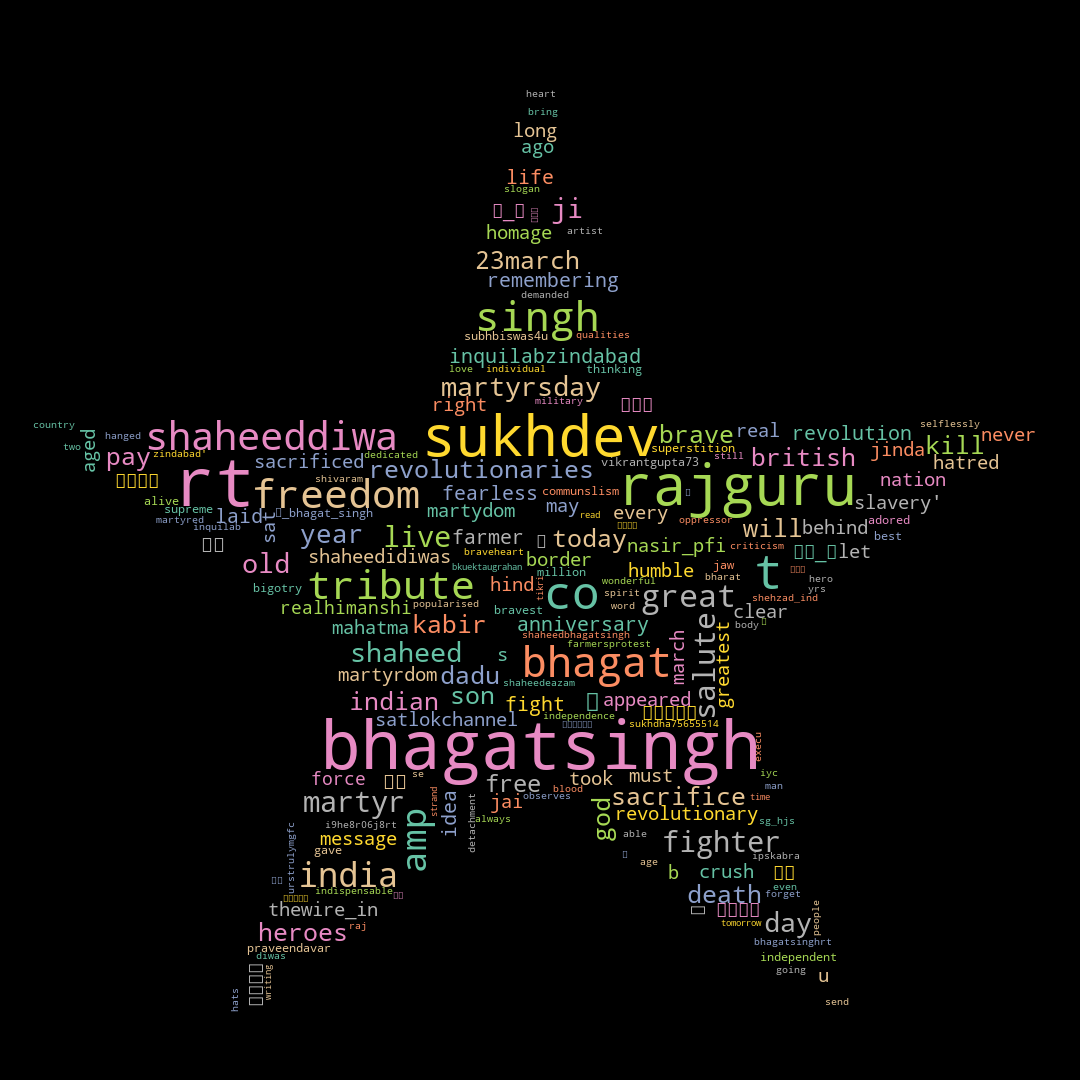 heart
bring
long
ago
life
slogan
ji
homage artist
23march
remembering
demanded
singh
subhbiswas4u qualities
inquilabzindabad
love individual thinking
martyrsday
right military
country aged hanged shaheeddiwa sukhdev brave real revolution selflessly never
two pay zindabad' sacrificed dedicated superstition still british jinda kill hatred
rt shivaram revolutionaries vikrantgupta73 nation
alive freedom fearless communslism rajguru slavery'
supreme laid _bhagat_singh martydom may read every adored
martyred inquilab sat year live farmer today oppressor will behind best
old shaheedidiwas braveheart border nasir_pfi criticism let
bkuektaugrahan million humble jaw bharat t hero
bigotry tribute hind tikri co wonderful spirit great yrs
realhimanshi popularised bravest word shehzad_ind clear
mahatma kabir anniversary body
shaheedbhagatsingh farmersprotest march salute greatest
shaheed s bhagat
martyrdom dadu shaheedeazam
indian son fight appeared
satlokchannel independence sukhdha75655514
bhagatsingh execu
force se free took must iyc
martyr strand idea jai observes blood god sacrifice time man
i9he8r06j8rt amp detachment always revolutionary sg_hjs
urstrulymgfc message able fighter
gave age ipskabra
india b crush even
indispensable death forget
thewire_in tomorrow day people
heroes raj bhagatsinghrt
praveendavar
diwas independent
writing going u
hats send